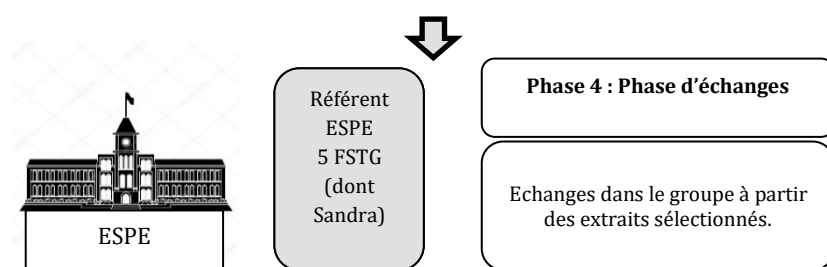 ESPE
Référent
ESPE
5 FSTG
(dont
Sandra)
Phase 4 : Phase d'échanges
Echanges dans le groupe à partir
des extraits sélectionnés.